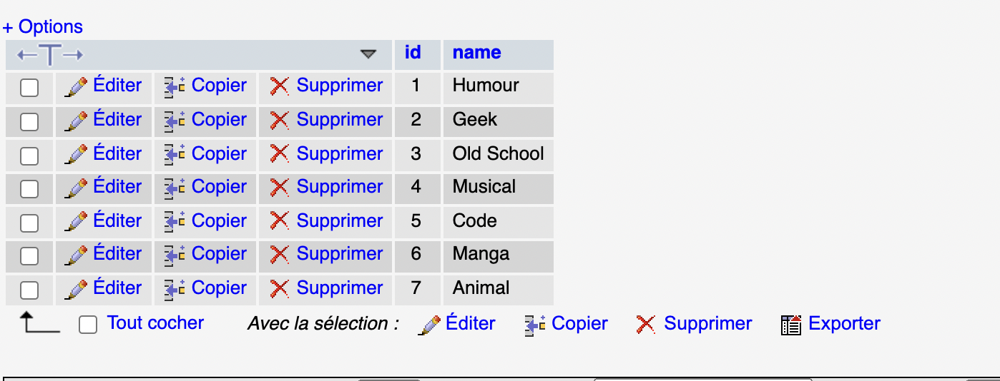 + Options
←T→ id name
Éditer Copier Supprimer 1 Humour
Éditer Copier Supprimer 2 Geek
Éditer Copier Supprimer 3 Old School
Éditer Copier Supprimer 4 Musical
Éditer Copier Supprimer 5 Code
Éditer Copier Supprimer 6 Manga
Éditer Copier Supprimer 7 Animal
Tout cocher Avec la sélection : Éditer Copier Supprimer Exporter